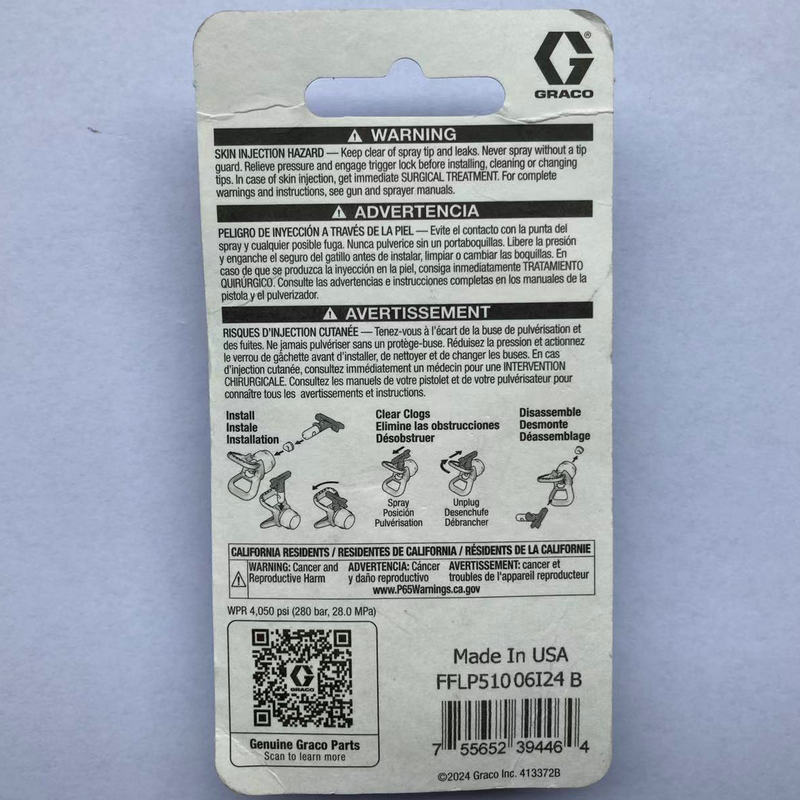 GRACO
WARNING
SKIN INJECTION HAZARD — Keep clear of spray tip and leaks. Never spray without a tip
guard. Relieve pressure and engage trigger lock before installing, cleaning or changing
tips. In case of skin injection, get immediate SURGICAL TREATMENT. For complete
warnings and instructions, see gun and sprayer manuals.
ADVERTENCIA
PELIGRO DE INYECCIÓN A TRAVÉS DE LA PIEL — Evite el contacto con la punta del
spray y cualquier posible fuga. Nunca pulverice sin un portaboquillas. Libere la presión
y enganche el seguro del gatillo antes de instalar, limpiar o cambiar las boquillas. En
caso de que se produzca la inyección en la piel, consiga inmediatamente TRATAMIENTO
QUIRÚRGICO. Consulte las advertencias e instrucciones completas en los manuales de la
pistola y el pulverizador.
AVERTISSEMENT
RISQUES D'INJECTION CUTANÉE — Tenez-vous à l'écart de la buse de pulvérisation et
des fuites. Ne jamais pulvériser sans un protège-buse. Réduisez la pression et actionnez
le verrou de gâchette avant d'installer, de nettoyer et de changer les buses. En cas
d'injection cutanée, consultez immédiatement un médecin pour une INTERVENTION
CHIRURGICALE. Consultez les manuels de votre pistolet et de votre pulvérisateur pour
connaître tous les avertissements et instructions.
Install
Instale
Installation
Clear Clogs
Elimine las obstrucciones
Désobstruer
Disassemble
Desmonte
Déassemblage
Spray
Posición
Pulvérisation
Unplug
Desenchufe
Débrancher
CALIFORNIA RESIDENTS / RESIDENTES DE CALIFORNIA / RÉSIDENTS DE LA CALIFORNIE
WARNING: Cancer and
Reproductive Harm
ADVERTENCIA: Cáncer
y daño reproductivo
AVERTISSEMENT: cancer et
troubles de l'appareil reproducteur
www.P65Warnings.ca.gov
WPR 4,050 psi (280 bar, 28.0 MPa)
GRACO
Genuine Graco Parts
Scan to learn more
Made In USA
FFLP510 06I24 B
7 55652 39446 4
©2024 Graco Inc. 413372B